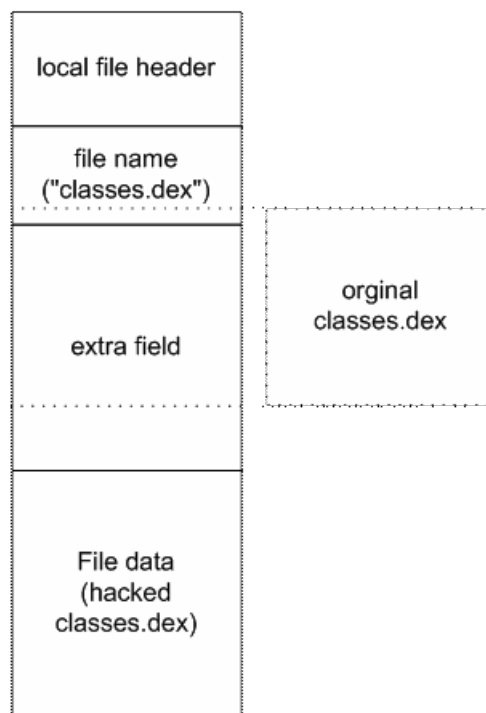 local file header
file name
("classes.dex")
orginal
classes.dex
extra field
File data
(hacked
classes.dex)